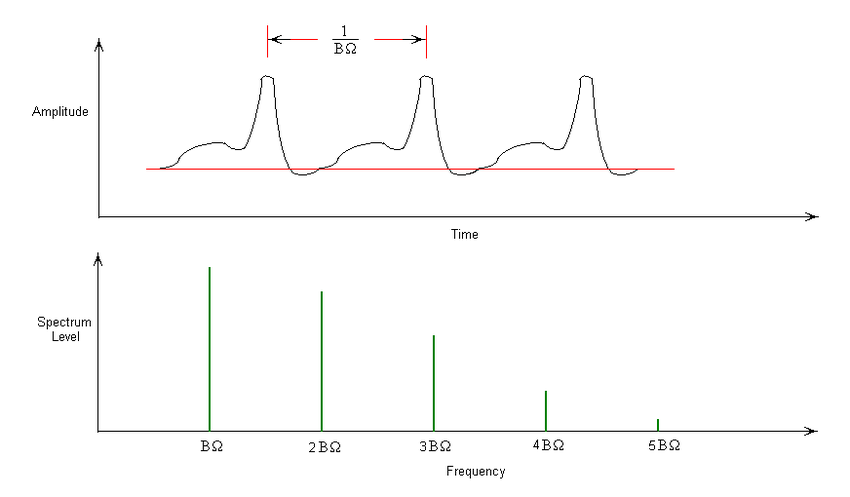 1
BΩ
Amplitude
Time
Spectrum
Level
BΩ 2BΩ 3BΩ 4BΩ 5BΩ
Frequency